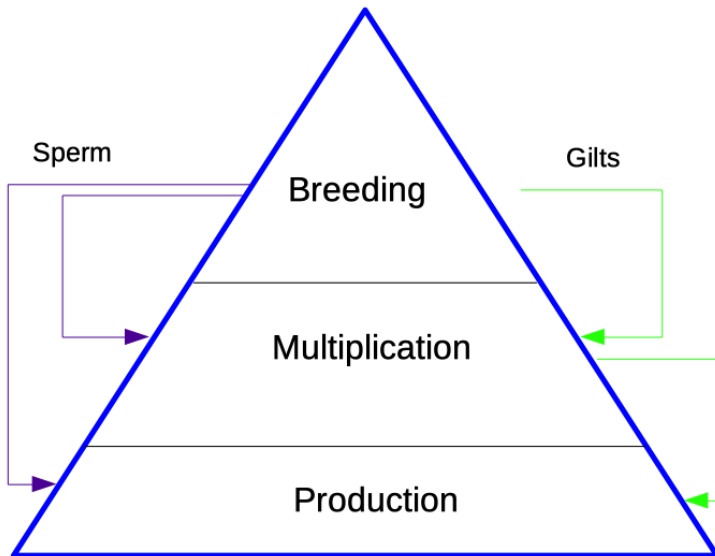 Sperm
Gilts
Breeding
Multiplication
Production